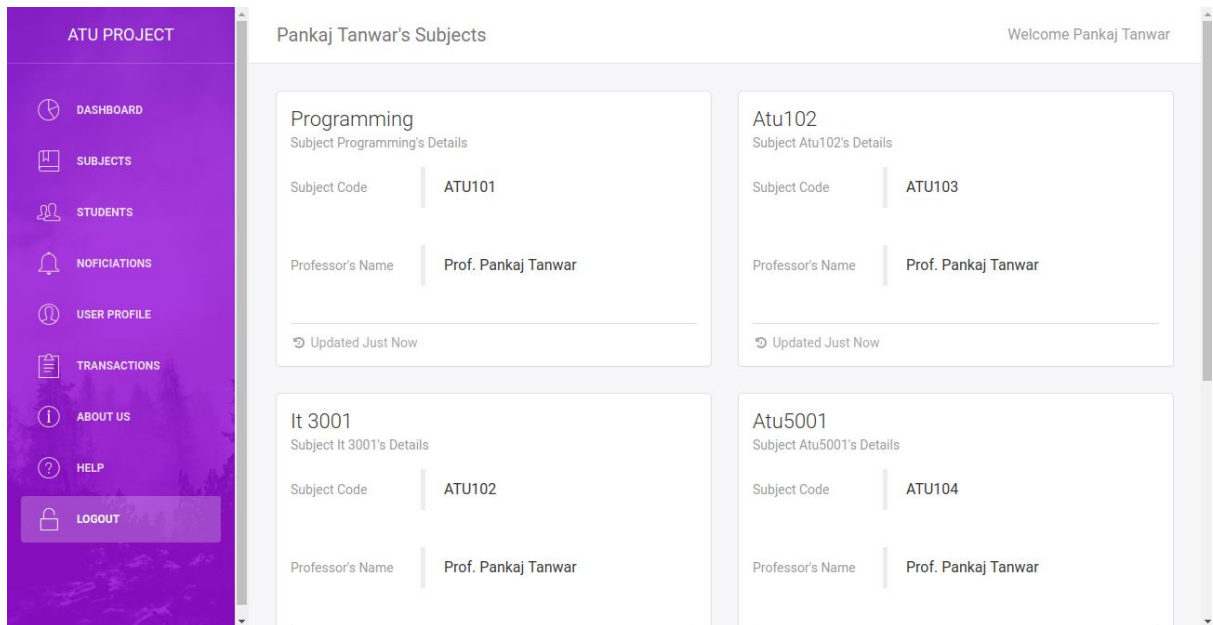 ATU PROJECT
DASHBOARD
SUBJECTS
STUDENTS
NOFICIATIONS
USER PROFILE
TRANSACTIONS
ABOUT US
HELP
LOGOUT
Pankaj Tanwar's Subjects
Welcome Pankaj Tanwar
Programming
Subject Programming's Details
Subject Code ATU101
Professor's Name Prof. Pankaj Tanwar
Updated Just Now
Atu102
Subject Atu102's Details
Subject Code ATU103
Professor's Name Prof. Pankaj Tanwar
Updated Just Now
It 3001
Subject It 3001's Details
Subject Code ATU102
Professor's Name Prof. Pankaj Tanwar
Atu5001
Subject Atu5001's Details
Subject Code ATU104
Professor's Name Prof. Pankaj Tanwar